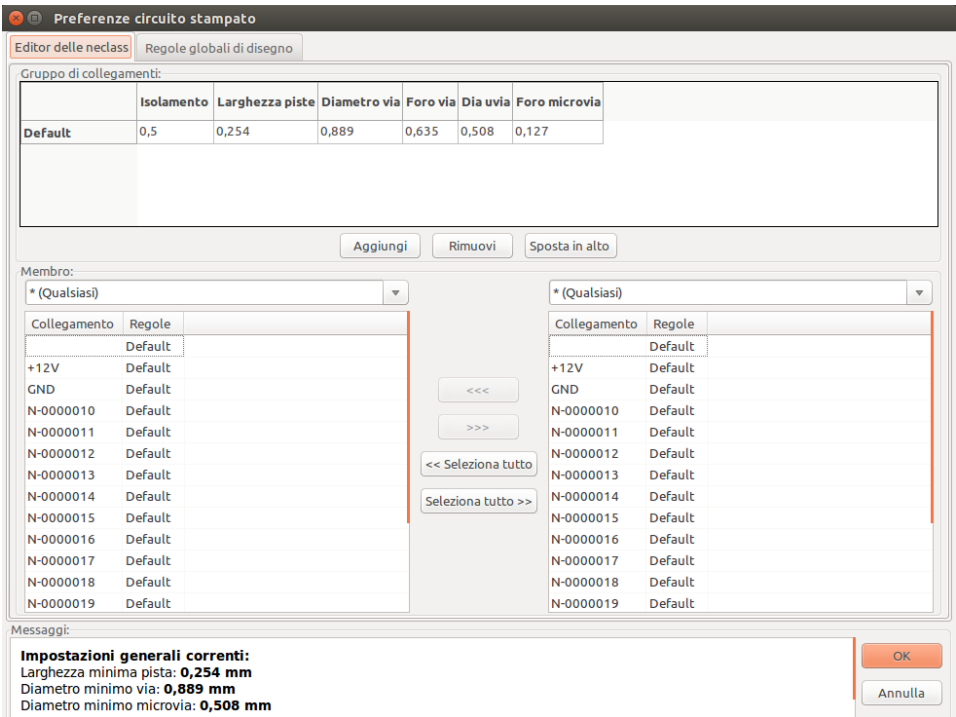 Preferenze circuito stampato
Editor delle neclass Regole globali di disegno
Gruppo di collegamenti:
Isolamento Larghezza piste Diametro via Foro via Dia uvia Foro microvia
Default 0,5 0,254 0,889 0,635 0,508 0,127
Aggiungi Rimuovi Sposta in alto
Membro:
* (Qualsiasi) * (Qualsiasi)
Collegamento Regole Collegamento Regole
Default Default
+12V Default +12V Default
GND Default <<< GND Default
N-0000010 Default N-0000010 Default
N-0000011 Default >>> N-0000011 Default
N-0000012 Default N-0000012 Default
N-0000013 Default << Seleziona tutto N-0000013 Default
N-0000014 Default Seleziona tutto >> N-0000014 Default
N-0000015 Default N-0000015 Default
N-0000016 Default N-0000016 Default
N-0000017 Default N-0000017 Default
N-0000018 Default N-0000018 Default
N-0000019 Default N-0000019 Default
Messaggi:
Impostazioni generali correnti: OK
Larghezza minima pista: 0,254 mm
Diametro minimo via: 0,889 mm Annulla
Diametro minimo microvia: 0,508 mm